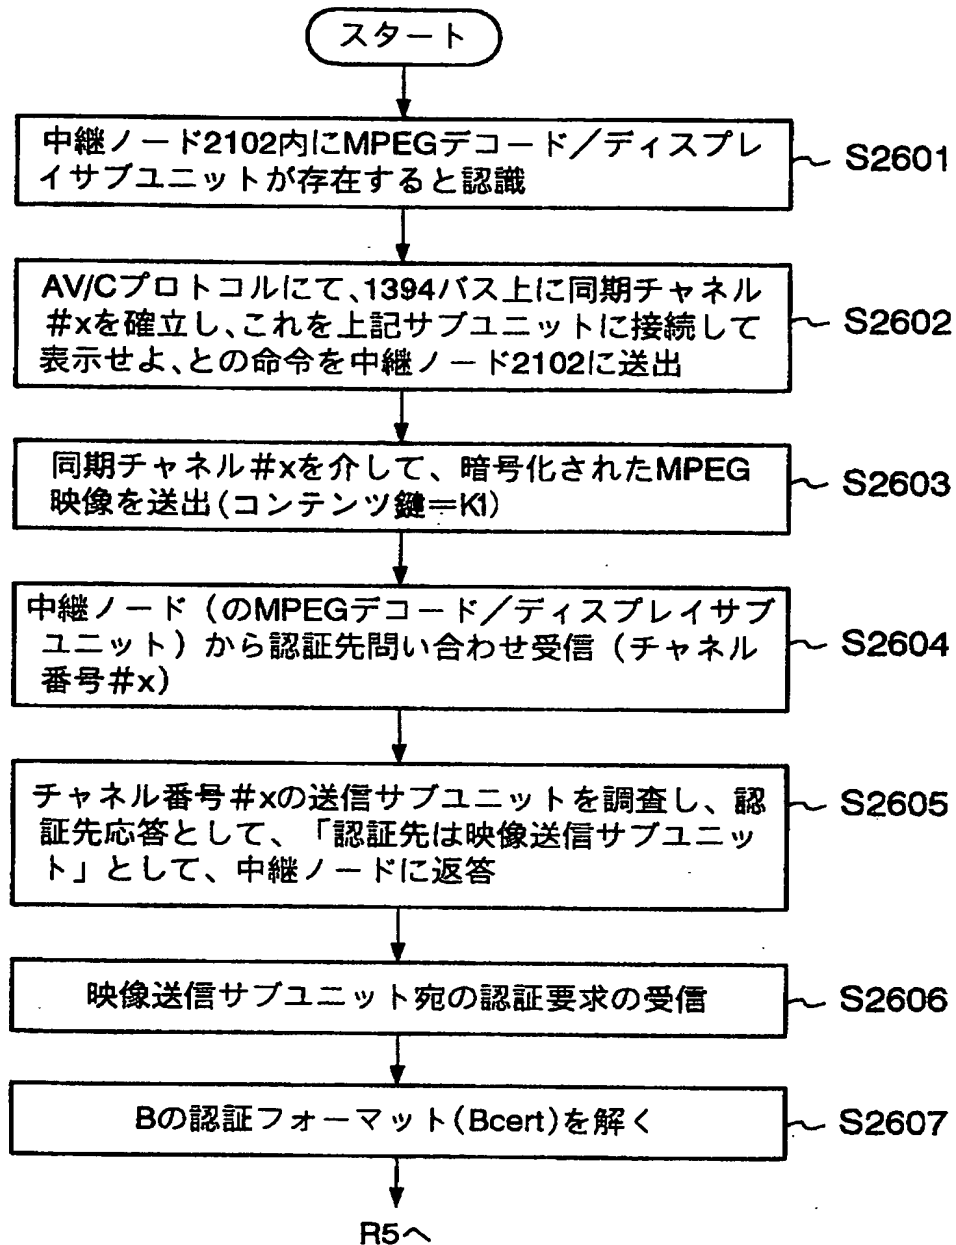 スタート
中継ノード2102内にMPEGデコード／ディスプレ
イサブユニットが存在すると認識
S2601
AV/Cプロトコルにて、1394バス上に同期チャネル
#xを確立し、これを上記サブユニットに接続して
表示せよ、との命令を中継ノード2102に送出
S2602
同期チャネル#xを介して、暗号化されたMPEG
映像を送出(コンテンツ鍵=K1)
S2603
中継ノード（のMPEGデコード／ディスプレイサブ
ユニット）から認証先問い合わせ受信（チャネル
番号#x）
S2604
チャネル番号#xの送信サブユニットを調査し、認
証先応答として、「認証先は映像送信サブユニッ
ト」として、中継ノードに返答
S2605
映像送信サブユニット宛の認証要求の受信
S2606
Bの認証フォーマット(Bcert)を解く
S2607
R5へ